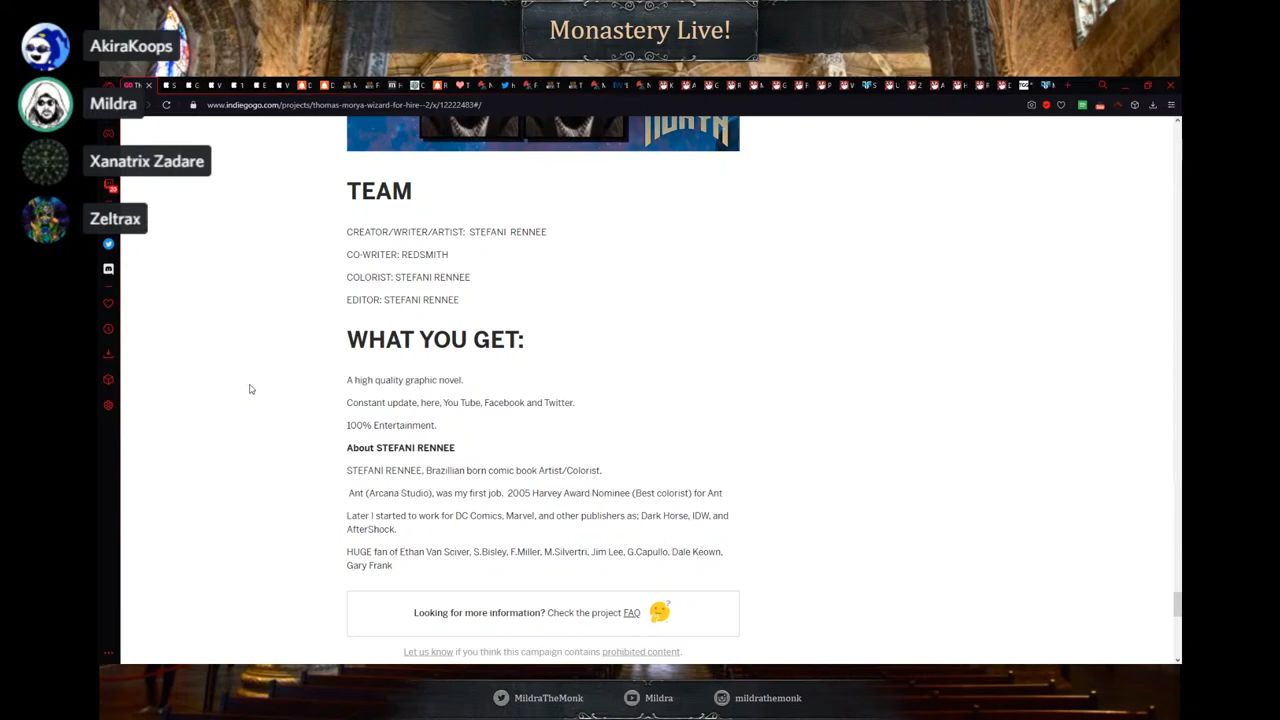 Monastery Live!
AkiraKoops
Mildra
Xanatrix Zadare
Zeltrax
www.indiegogo.com/projects/thomas-morya-wizard-for-hire--2/x/12222483#/
MORYA
TEAM
CREATOR/WRITER/ARTIST: STEFANI RENNEE
CO-WRITER: REDSMITH
COLORIST: STEFANI RENNEE
EDITOR: STEFANI RENNEE
WHAT YOU GET:
A high quality graphic novel.
Constant update, here, You Tube, Facebook and Twitter.
100% Entertainment.
About STEFANI RENNEE
STEFANI RENNEE, Brazillian born comic book Artist/Colorist.
Ant (Arcana Studio), was my first job. 2005 Harvey Award Nominee (Best colorist) for Ant
Later I started to work for DC Comics, Marvel, and other publishers as; Dark Horse, IDW, and
AfterShock.
HUGE fan of Ethan Van Sciver, S.Bisley, F.Miller, M.Silvertri, Jim Lee, G.Capullo, Dale Keown,
Gary Frank
Looking for more information? Check the project FAQ
Let us know if you think this campaign contains prohibited content.
MildraTheMonk
Mildra
mildrathemonk